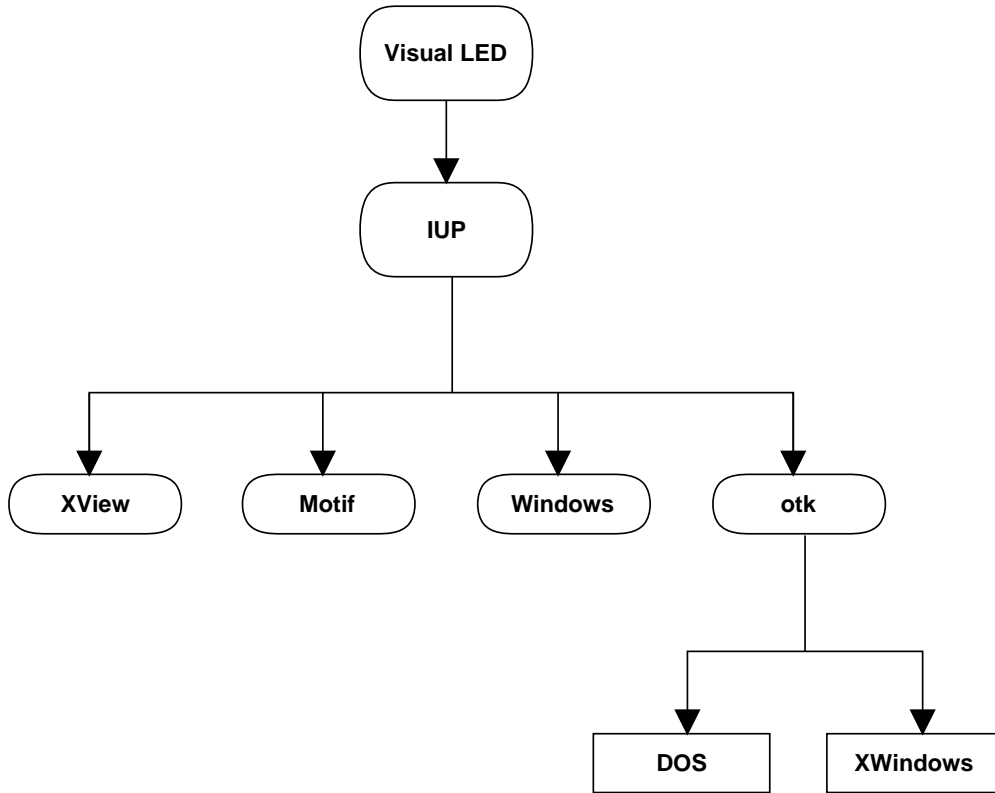 Visual LED
IUP
XView
Motif
Windows
otk
DOS
XWindows